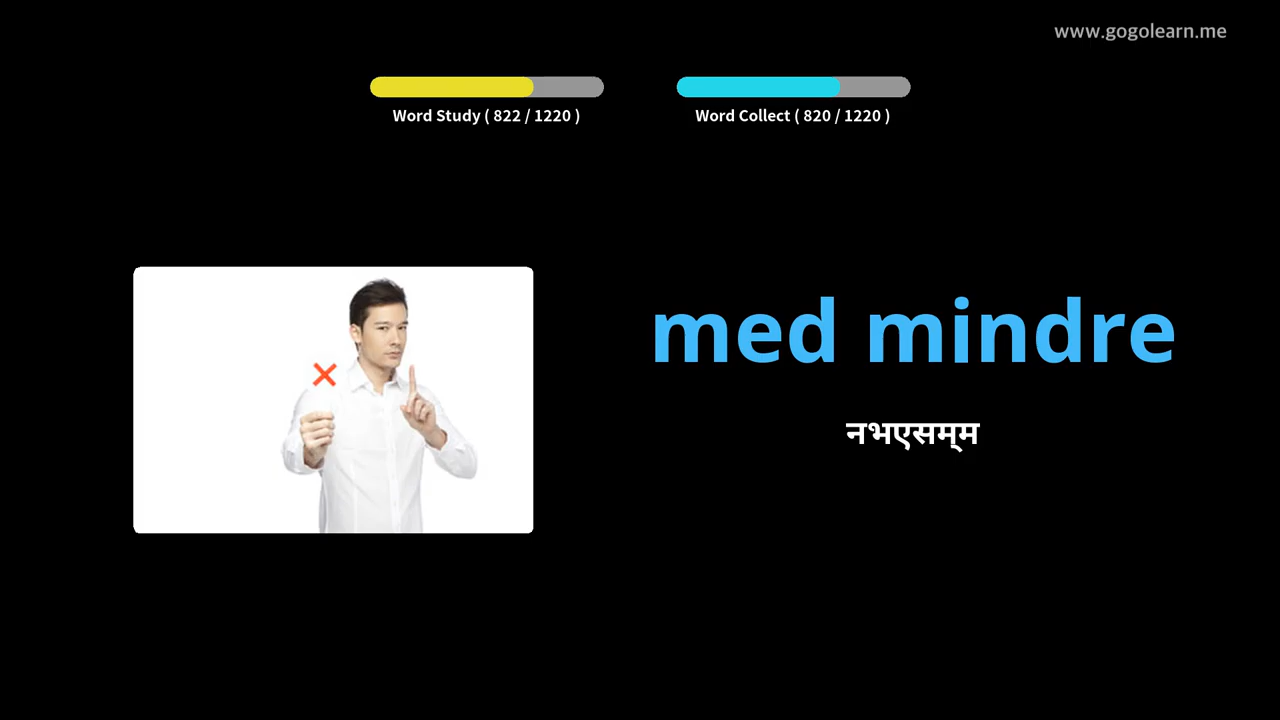 www.gogolearn.me
Word Study ( 822 / 1220 )
Word Collect ( 820 / 1220 )
med mindre
नभएसम्म